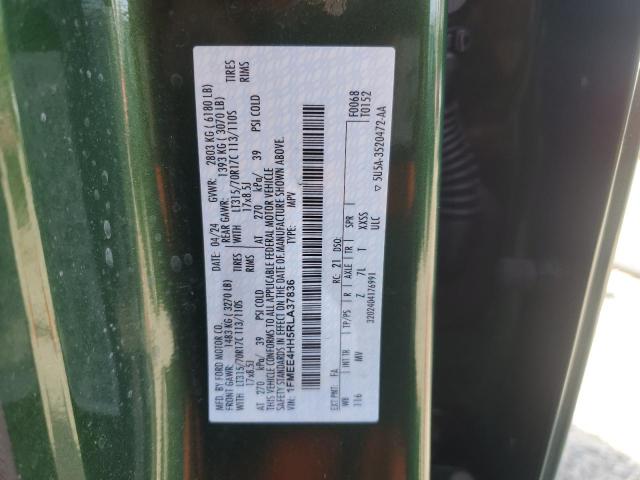 MFD. BY FORD MOTOR CO.
DATE: 04/24 GVWR: 2803 KG ( 6180 LB)
FRONT GAWR: 1483 KG ( 3270 LB) REAR GAWR: 1393 KG ( 3070 LB)
WITH LT315/70R17C 113/110S TIRES WITH LT315/70R17C 113/110S TIRES
17x8.5J RIMS 17x8.5J RIMS
AT 270 kPa/ 39 PSI COLD AT 270 kPa/ 39 PSI COLD
THIS VEHICLE CONFORMS TO ALL APPLICABLE FEDERAL MOTOR VEHICLE
SAFETY STANDARDS IN EFFECT ON THE DATE OF MANUFACTURE SHOWN ABOVE.
VIN: 1FMEE4HH5RLA37836 TYPE: MPV
F0068
T0152
EXT PNT: FA RC: 21 DSO:
WB INT TR TP/PS R AXLE TR SPR
116 MV Z 7L T XXSS
ULC
3202404176991 ▽ 5U5A-3520472-AA